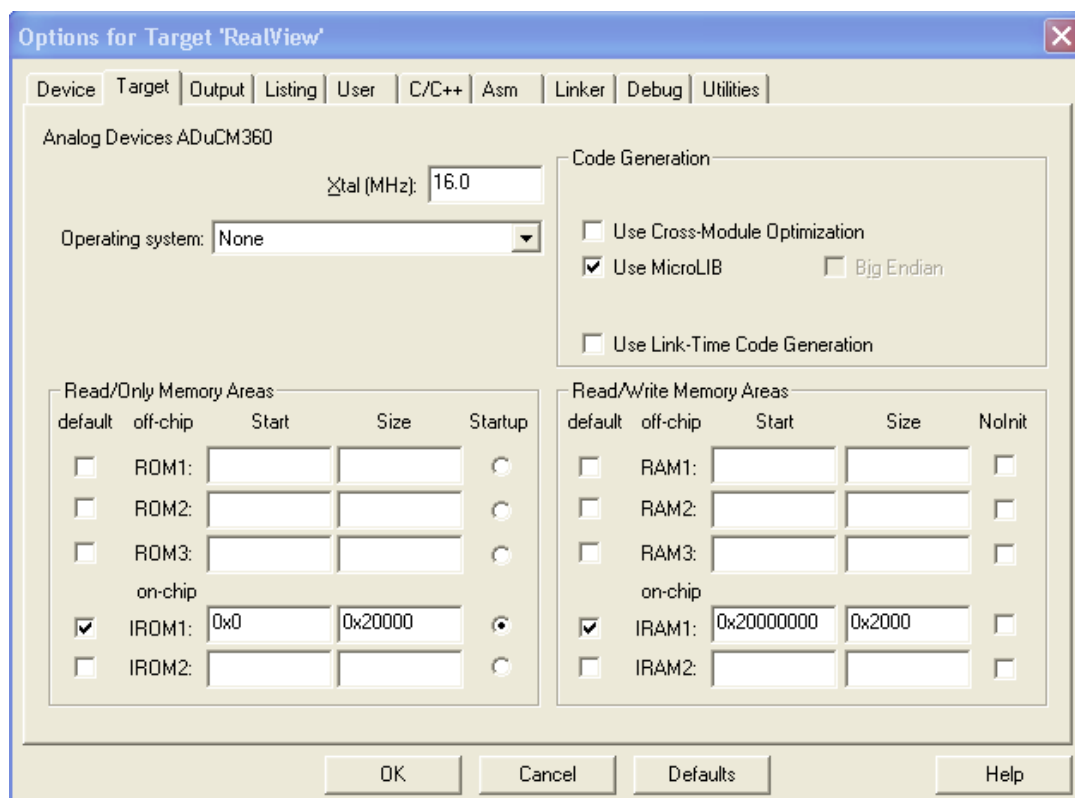 Options for Target 'RealView'
Device Target Output Listing User C/C++ Asm Linker Debug Utilities
Analog Devices ADuCM360
Xtal (MHz): 16.0
Operating system: None
Code Generation
Use Cross-Module Optimization
Use MicroLIB Big Endian
Use Link-Time Code Generation
Read/Only Memory Areas
default off-chip Start Size Startup
ROM1:
ROM2:
ROM3:
on-chip
IROM1: 0x0 0x20000
IROM2:
Read/Write Memory Areas
default off-chip Start Size NoInit
RAM1:
RAM2:
RAM3:
on-chip
IRAM1: 0x20000000 0x2000
IRAM2:
OK Cancel Defaults Help